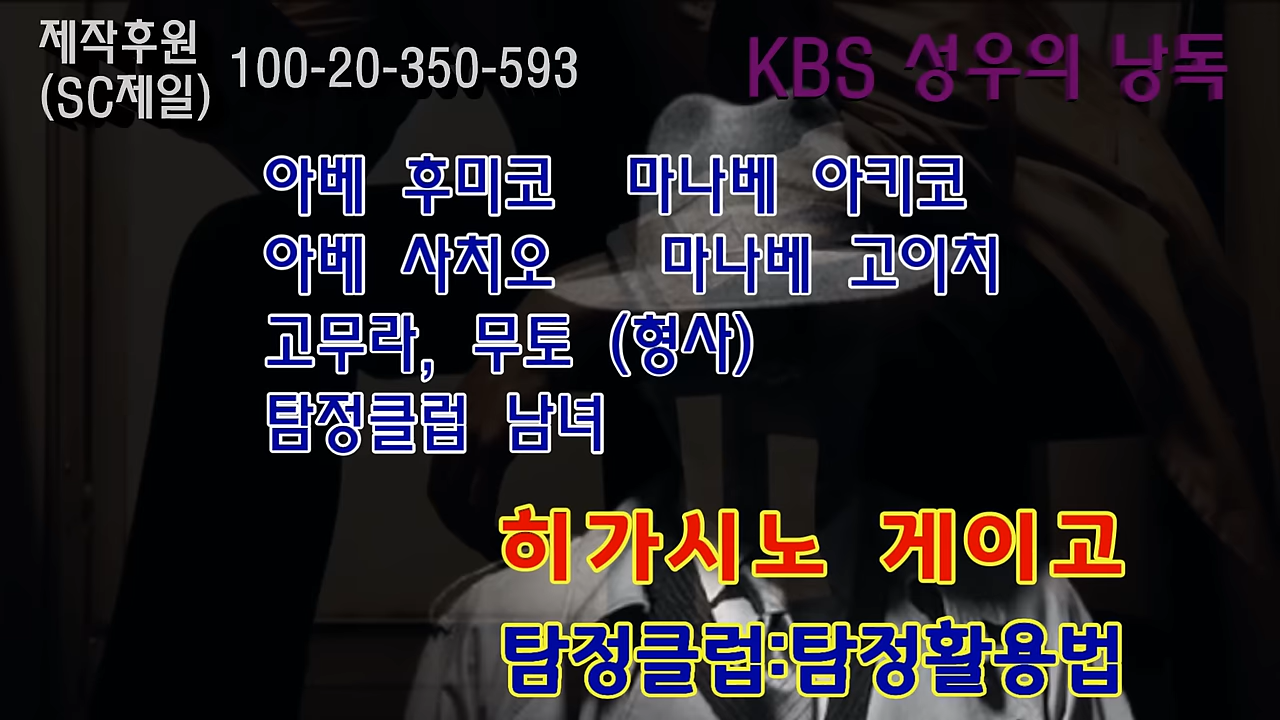 제작후원
(SC제일)
100-20-350-593
KBS 성우의 낭독
아베 후미코 마나베 아키코
아베 사치오 마나베 고이치
고무라, 무토 (형사)
탐정클럽 남녀
히가시노 게이고
탐정클럽:탐정활용법